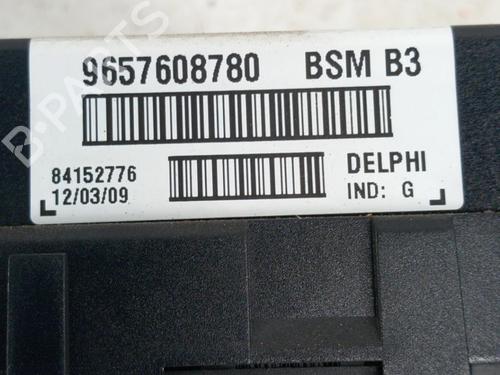 9657608780 BSM B3
84152776 DELPHI
12/03/09 IND: G
B-PARTS